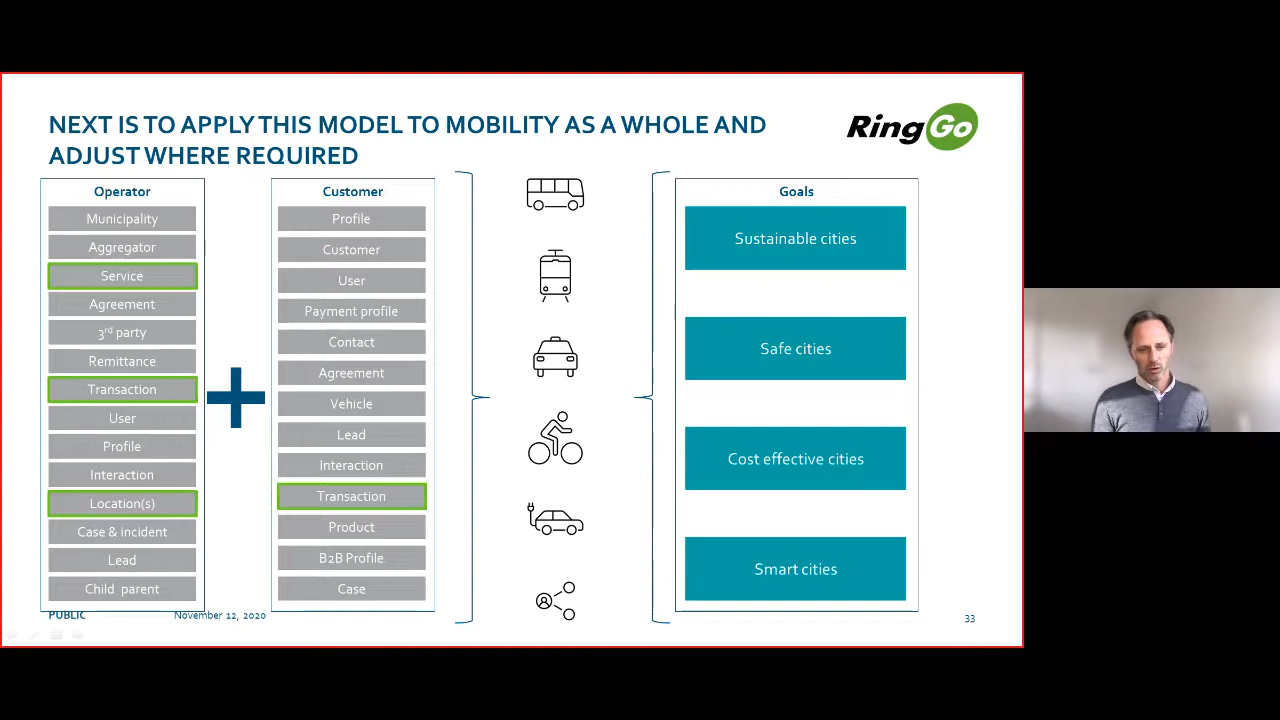 NEXT IS TO APPLY THIS MODEL TO MOBILITY AS A WHOLE AND
ADJUST WHERE REQUIRED
RingGo
Operator
Municipality
Aggregator
Service
Agreement
3rd party
Remittance
Transaction
User
Profile
Interaction
Location(s)
Case & incident
Lead
Child parent
Customer
Profile
Customer
User
Payment profile
Contact
Agreement
Vehicle
Lead
Interaction
Transaction
Product
B2B Profile
Case
Goals
Sustainable cities
Safe cities
Cost effective cities
Smart cities
PUBLIC
November 12, 2020
33